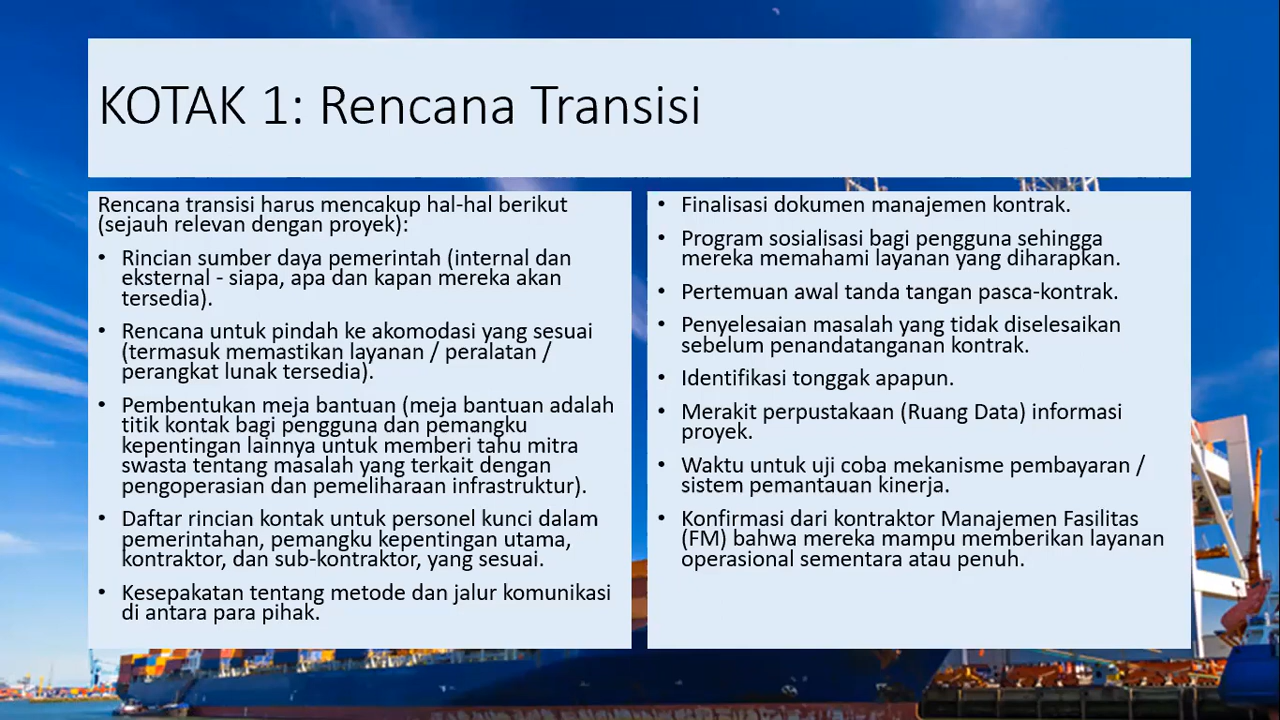 KOTAK 1: Rencana Transisi
Rencana transisi harus mencakup hal-hal berikut
(sejauh relevan dengan proyek):
• Rincian sumber daya pemerintah (internal dan
eksternal - siapa, apa dan kapan mereka akan
tersedia).
• Rencana untuk pindah ke akomodasi yang sesuai
(termasuk memastikan layanan / peralatan /
perangkat lunak tersedia).
• Pembentukan meja bantuan (meja bantuan adalah
titik kontak bagi pengguna dan pemangku
kepentingan lainnya untuk memberi tahu mitra
swasta tentang masalah yang terkait dengan
pengoperasian dan pemeliharaan infrastruktur).
• Daftar rincian kontak untuk personel kunci dalam
pemerintahan, pemangku kepentingan utama,
kontraktor, dan sub-kontraktor, yang sesuai.
• Kesepakatan tentang metode dan jalur komunikasi
di antara para pihak.
• Finalisasi dokumen manajemen kontrak.
• Program sosialisasi bagi pengguna sehingga
mereka memahami layanan yang diharapkan.
• Pertemuan awal tanda tangan pasca-kontrak.
• Penyelesaian masalah yang tidak diselesaikan
sebelum penandatanganan kontrak.
• Identifikasi tonggak apapun.
• Merakit perpustakaan (Ruang Data) informasi
proyek.
• Waktu untuk uji coba mekanisme pembayaran /
sistem pemantauan kinerja.
• Konfirmasi dari kontraktor Manajemen Fasilitas
(FM) bahwa mereka mampu memberikan layanan
operasional sementara atau penuh.